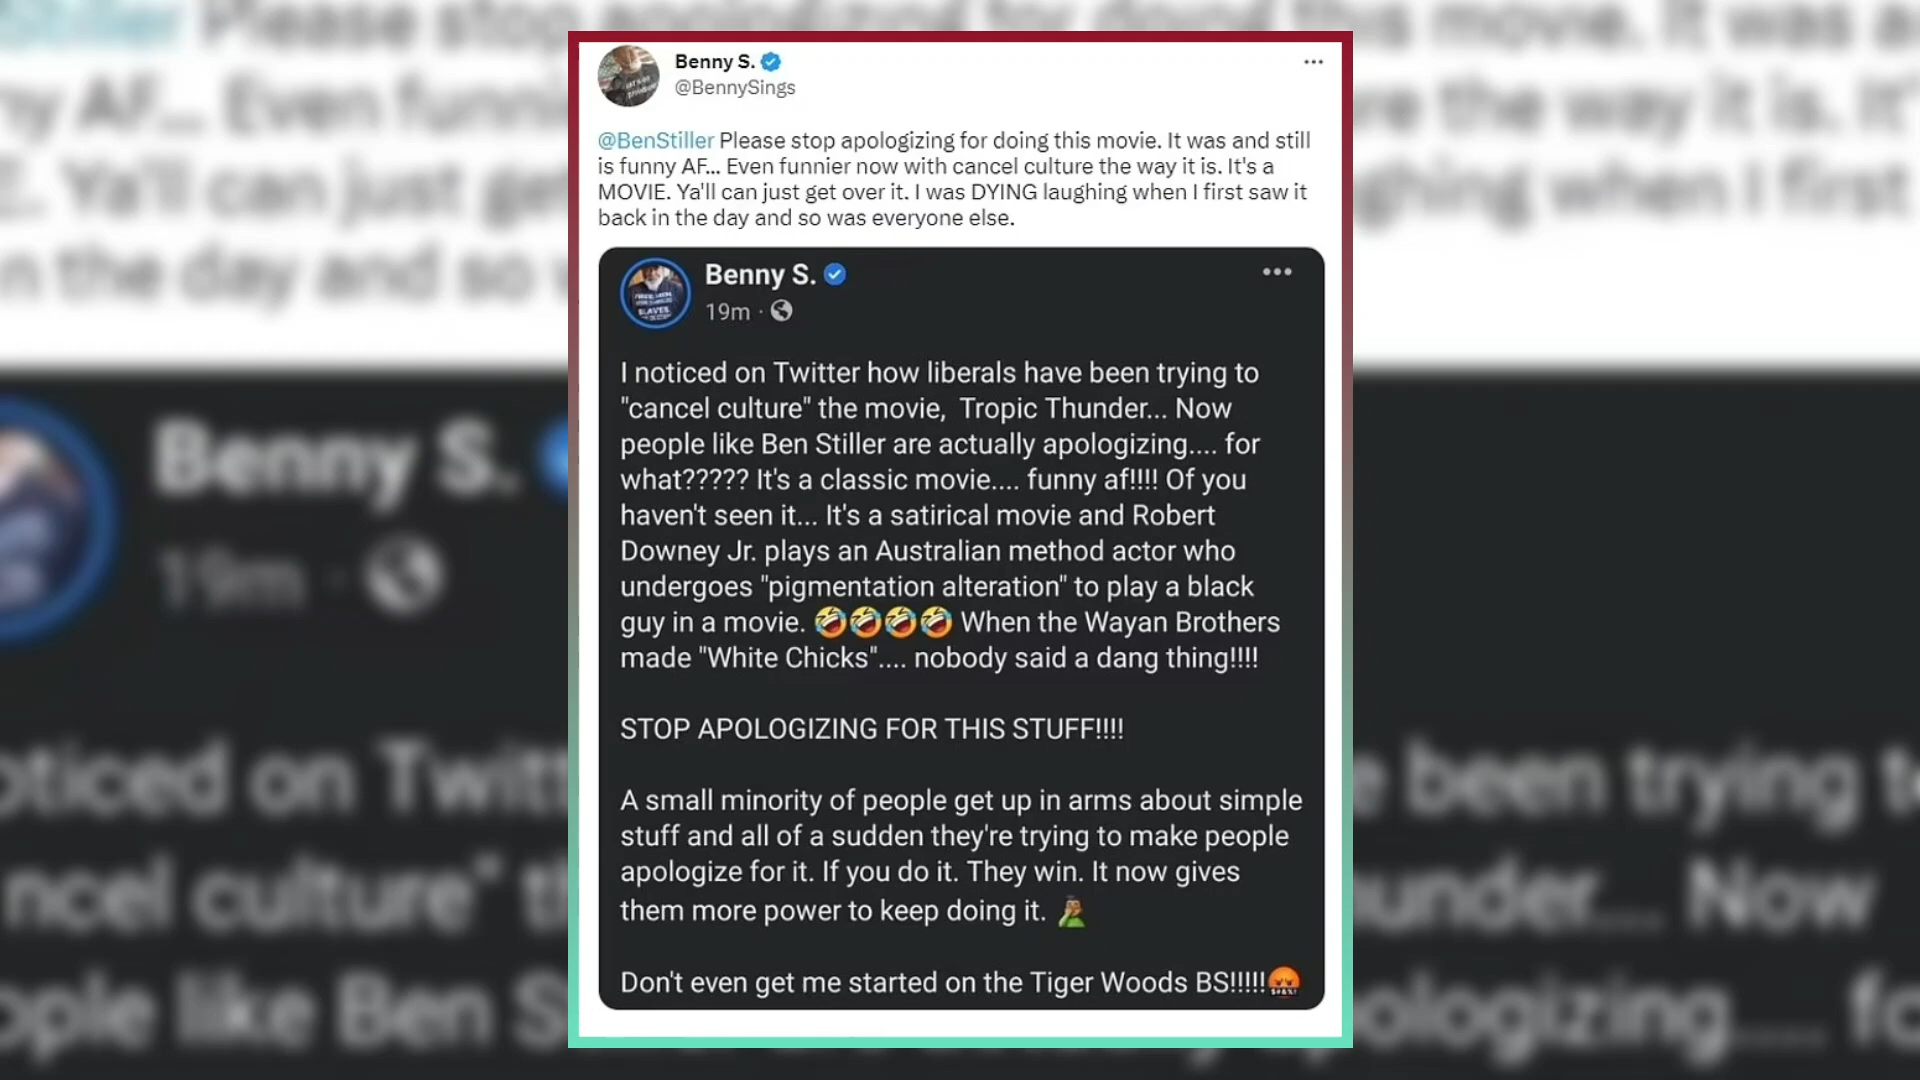 Benny S.
@BennySings
@BenStiller Please stop apologizing for doing this movie. It was and still
is funny AF... Even funnier now with cancel culture the way it is. It's a
MOVIE. Ya'll can just get over it. I was DYING laughing when I first saw it
back in the day and so was everyone else.
Benny S.
19m ·
I noticed on Twitter how liberals have been trying to
"cancel culture" the movie, Tropic Thunder... Now
people like Ben Stiller are actually apologizing.... for
what????? It's a classic movie.... funny af!!!! Of you
haven't seen it... It's a satirical movie and Robert
Downey Jr. plays an Australian method actor who
undergoes "pigmentation alteration" to play a black
guy in a movie. 🤣🤣🤣🤣 When the Wayan Brothers
made "White Chicks".... nobody said a dang thing!!!!
STOP APOLOGIZING FOR THIS STUFF!!!!
A small minority of people get up in arms about simple
stuff and all of a sudden they're trying to make people
apologize for it. If you do it. They win. It now gives
them more power to keep doing it.
Don't even get me started on the Tiger Woods BS!!!!!🤬